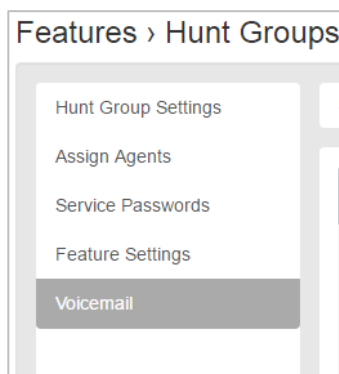 Features › Hunt Groups
Hunt Group Settings
Assign Agents
Service Passwords
Feature Settings
Voicemail